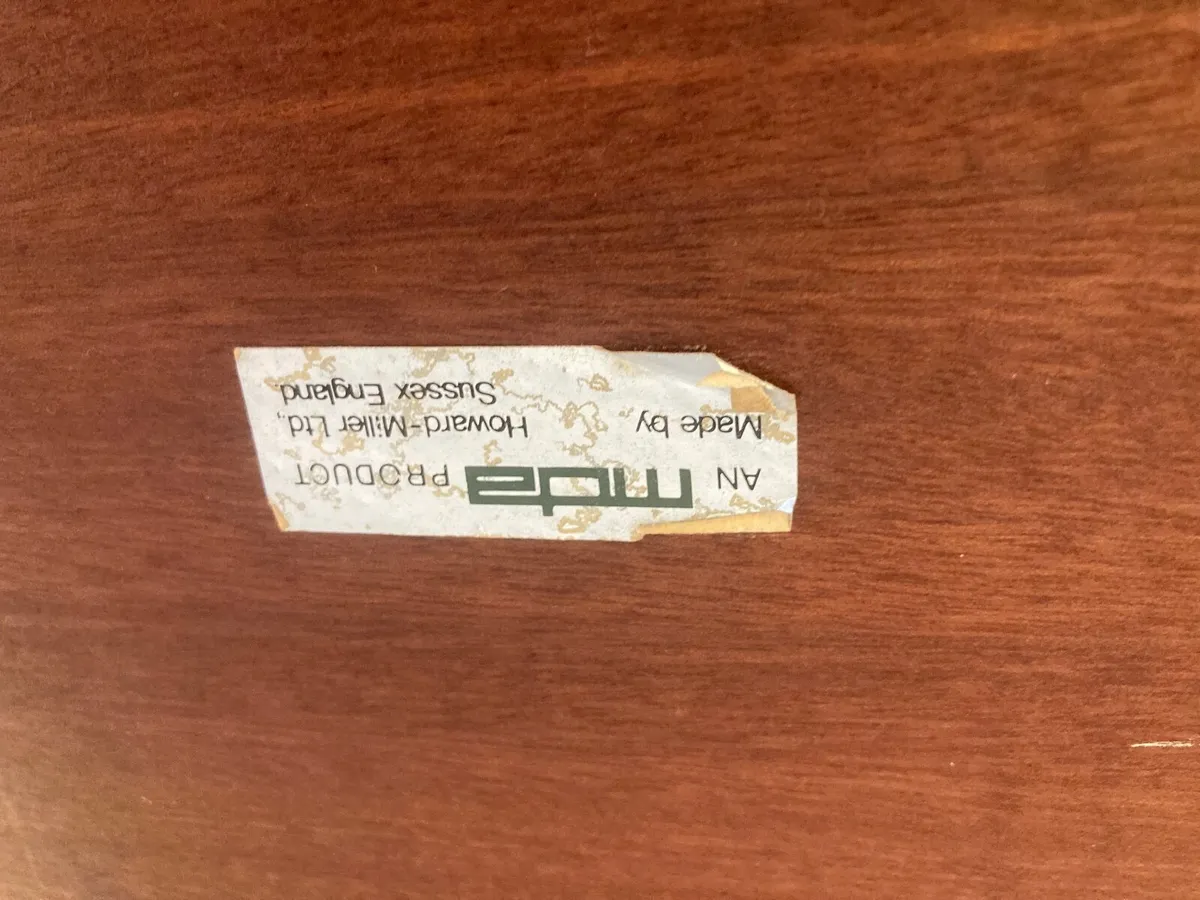 AN mda PRODUCT
Made by Howard-Miller Ltd.,
Sussex England.